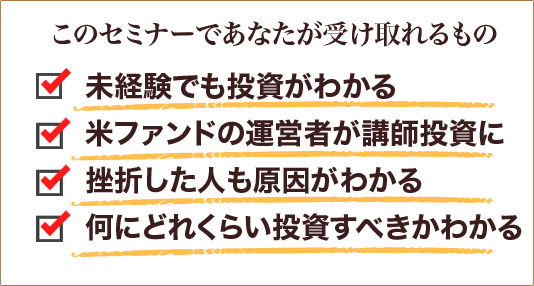 このセミナーであなたが受け取れるもの
未経験でも投資がわかる
米ファンドの運営者が講師投資に
挫折した人も原因がわかる
何にどれくらい投資すべきかわかる